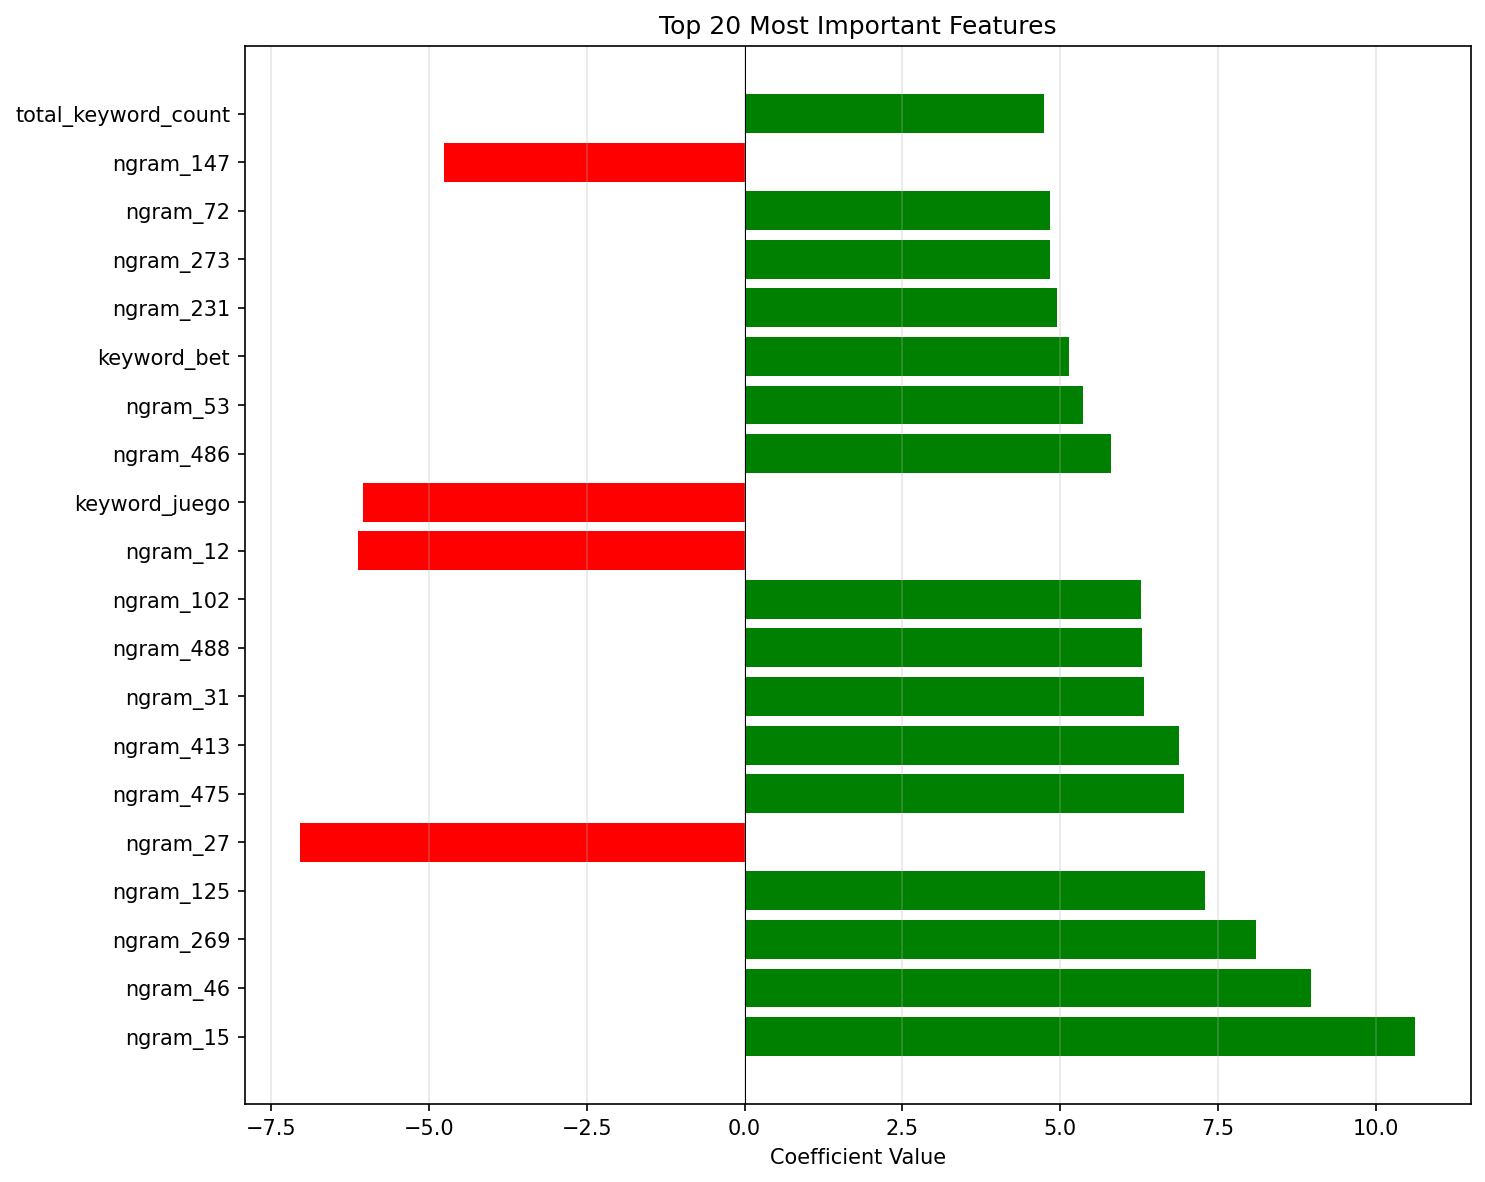 Top 20 Most Important Features
total_keyword_count
ngram_147
ngram_72
ngram_273
ngram_231
keyword_bet
ngram_53
ngram_486
keyword_juego
ngram_12
ngram_102
ngram_488
ngram_31
ngram_413
ngram_475
ngram_27
ngram_125
ngram_269
ngram_46
ngram_15
−7.5 −5.0 −2.5 0.0 2.5 5.0 7.5 10.0
Coefficient Value